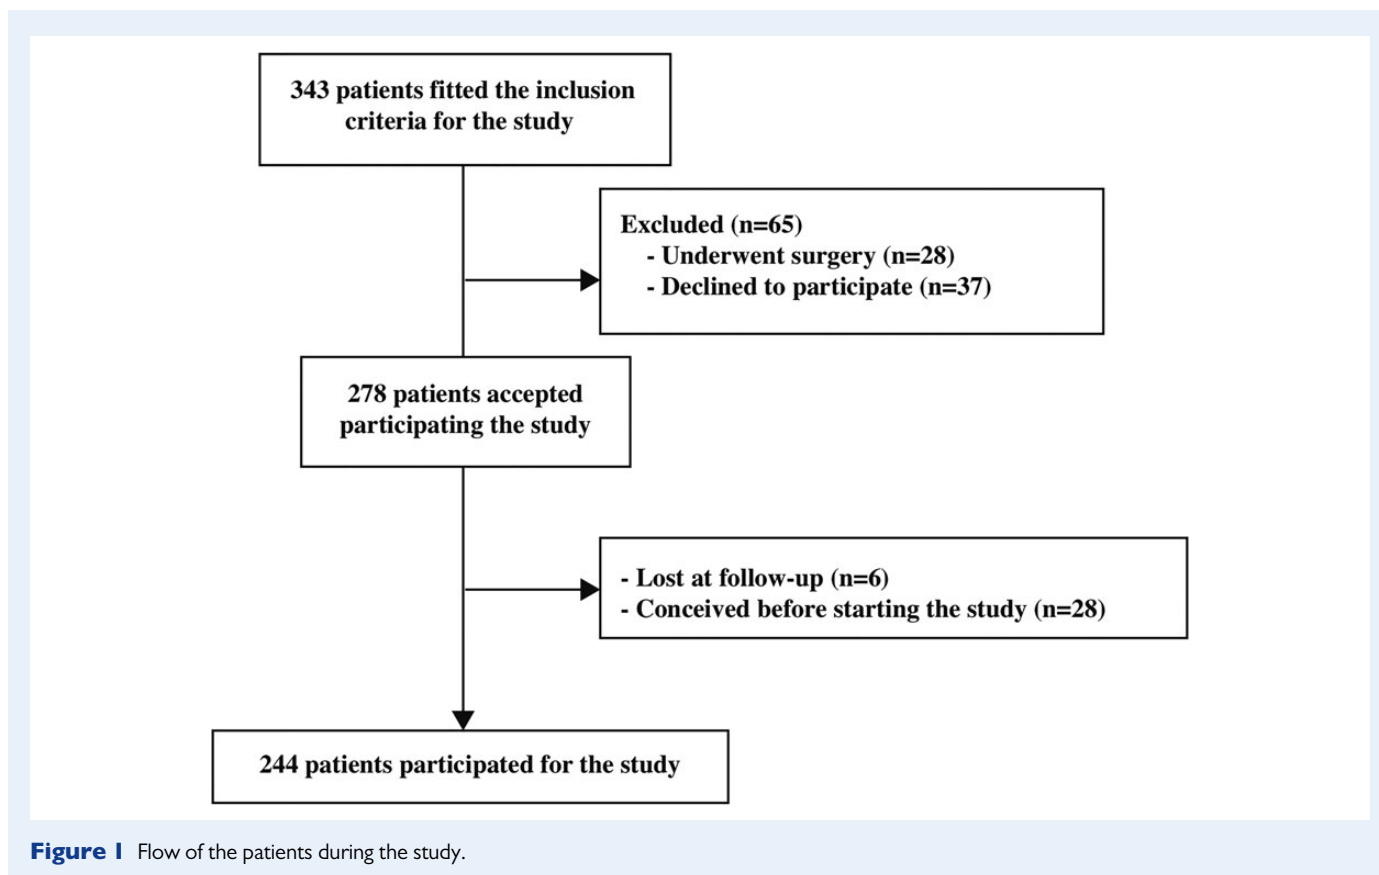 343 patients fitted the inclusion
criteria for the study
Excluded (n=65)
- Underwent surgery (n=28)
- Declined to participate (n=37)
278 patients accepted
participating the study
- Lost at follow-up (n=6)
- Conceived before starting the study (n=28)
244 patients participated for the study
Figure 1 Flow of the patients during the study.